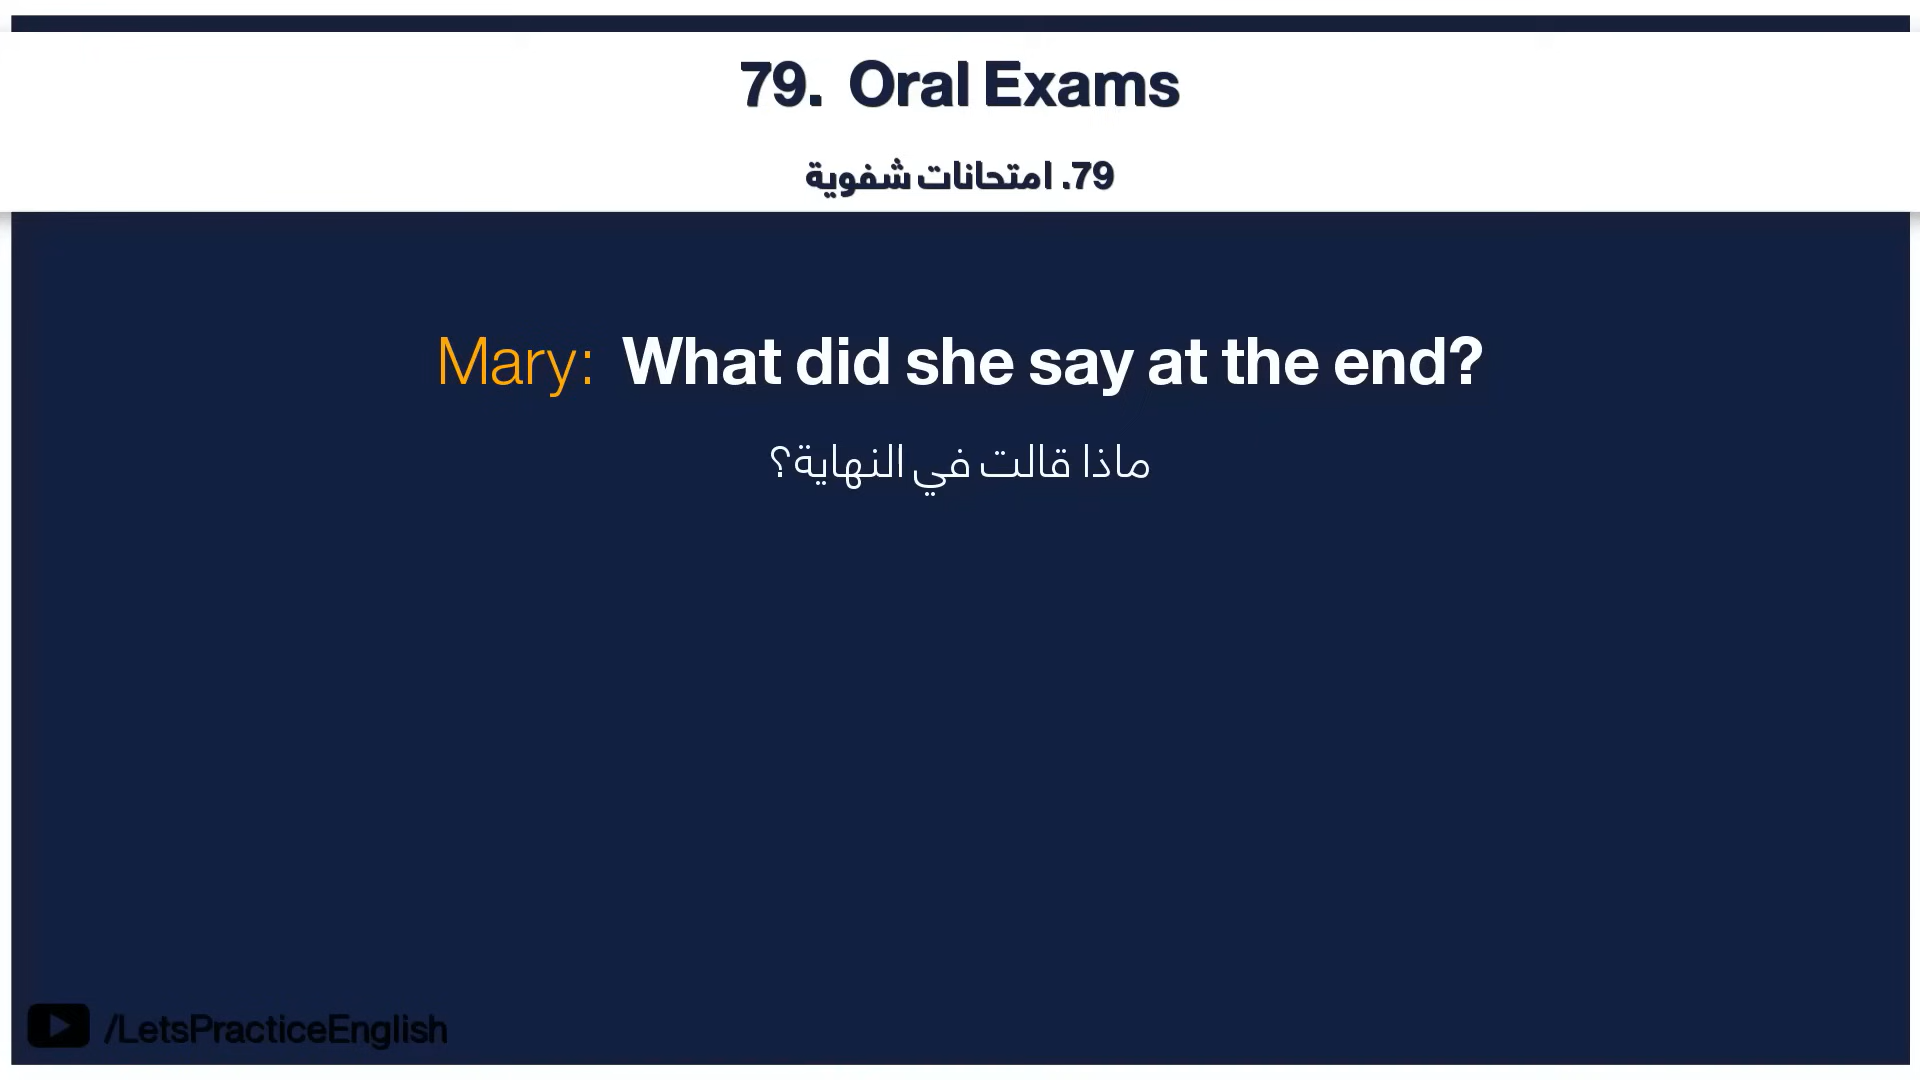 79. Oral Exams
79. امتحانات شفوية
Mary: What did she say at the end?
ماذا قالت في النهاية؟
/LetsPracticeEnglish